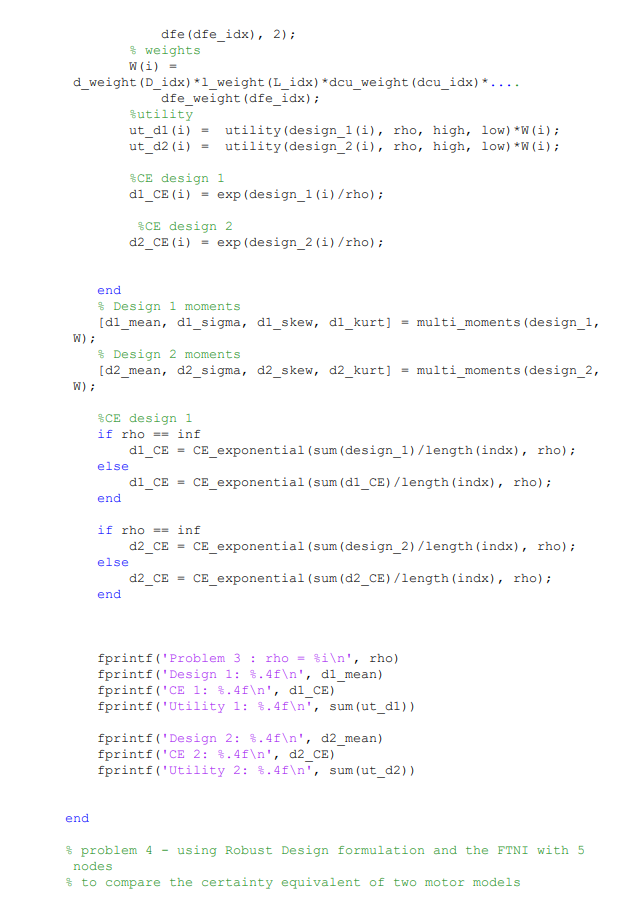 dfe(dfe_idx), 2);
% weights
W(i) =
d_weight(D_idx)*l_weight(L_idx)*dcu_weight(dcu_idx)*....
dfe_weight(dfe_idx);
%utility
ut_d1(i) =  utility(design_1(i), rho, high, low)*W(i);
ut_d2(i) =  utility(design_2(i), rho, high, low)*W(i);
%CE design 1
d1_CE(i) = exp(design_1(i)/rho);
%CE design 2
d2_CE(i) = exp(design_2(i)/rho);
end
% Design 1 moments
[d1_mean, d1_sigma, d1_skew, d1_kurt] = multi_moments(design_1,
W);
% Design 2 moments
[d2_mean, d2_sigma, d2_skew, d2_kurt] = multi_moments(design_2,
W);
%CE design 1
if rho == inf
d1_CE = CE_exponential(sum(design_1)/length(indx), rho);
else
d1_CE = CE_exponential(sum(d1_CE)/length(indx), rho);
end
if rho == inf
d2_CE = CE_exponential(sum(design_2)/length(indx), rho);
else
d2_CE = CE_exponential(sum(d2_CE)/length(indx), rho);
end
fprintf('Problem 3 : rho = %i\n', rho)
fprintf('Design 1: %.4f\n', d1_mean)
fprintf('CE 1: %.4f\n', d1_CE)
fprintf('Utility 1: %.4f\n', sum(ut_d1))
fprintf('Design 2: %.4f\n', d2_mean)
fprintf('CE 2: %.4f\n', d2_CE)
fprintf('Utility 2: %.4f\n', sum(ut_d2))
end
% problem 4 - using Robust Design formulation and the FTNI with 5
nodes
% to compare the certainty equivalent of two motor models